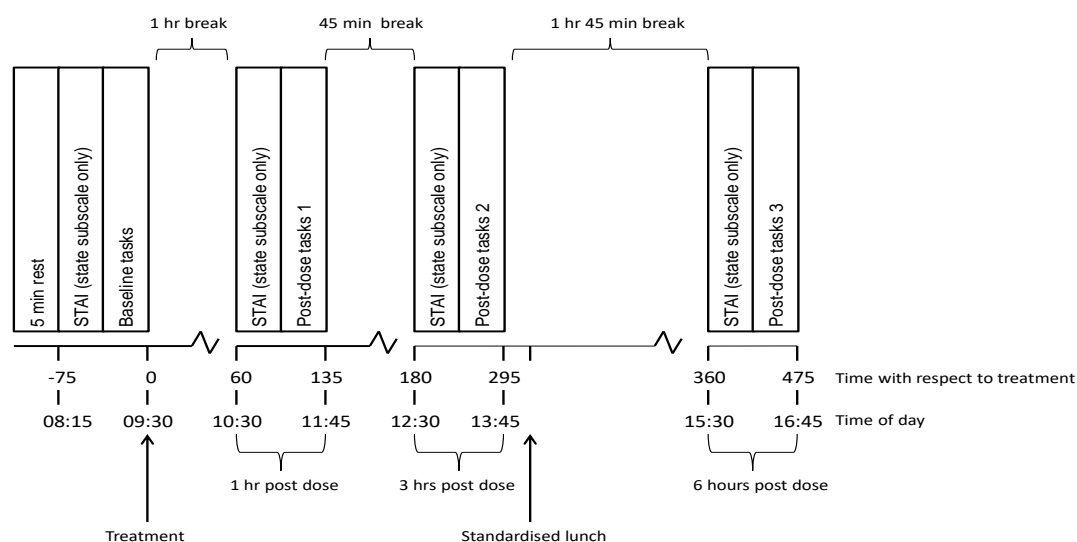 1 hr break
45 min break
1 hr 45 min break
5 min rest
STAI (state subscale only)
Baseline tasks
STAI (state subscale only)
Post-dose tasks 1
STAI (state subscale only)
Post-dose tasks 2
STAI (state subscale only)
Post-dose tasks 3
-75 0 60 135 180 295 360 475 Time with respect to treatment
08:15 09:30 10:30 11:45 12:30 13:45 15:30 16:45 Time of day
1 hr post dose
3 hrs post dose
6 hours post dose
Treatment
Standardised lunch